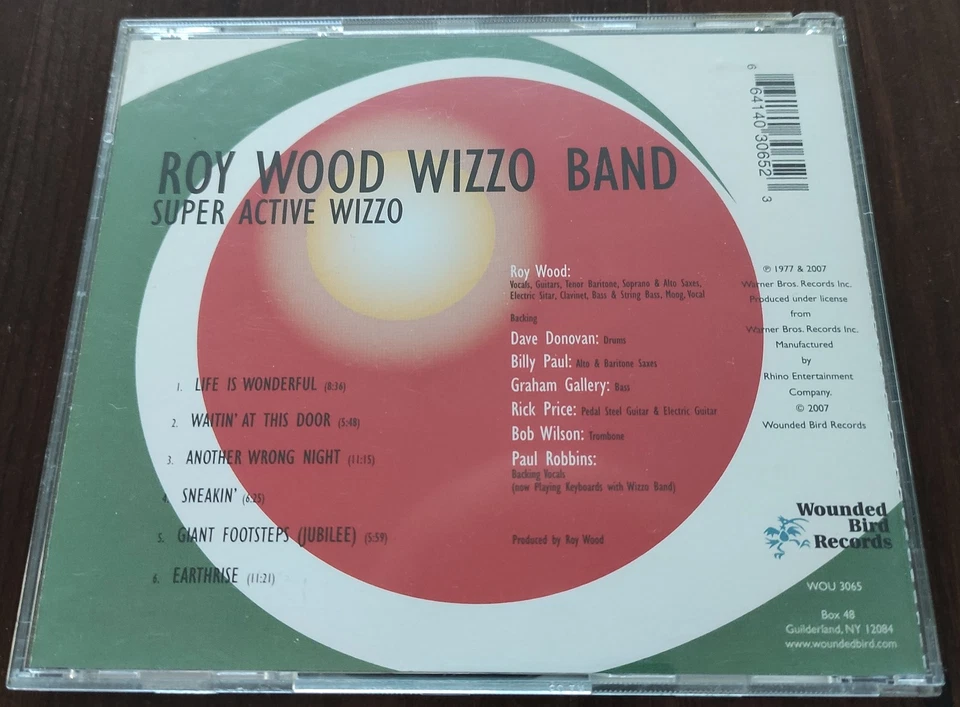 ROY WOOD WIZZO BAND
SUPER ACTIVE WIZZO
1. LIFE IS WONDERFUL (8:36)
2. WAITIN' AT THIS DOOR (5:48)
3. ANOTHER WRONG NIGHT (11:15)
4. SNEAKIN' (6:25)
5. GIANT FOOTSTEPS (JUBILEE) (5:59)
6. EARTHRISE (11:21)
Roy Wood:
Vocals, Guitars, Tenor Baritone, Soprano & Alto Saxes,
Electric Sitar, Clavinet, Bass & String Bass, Moog, Vocal
Backing
Dave Donovan: Drums
Billy Paul: Alto & Baritone Saxes
Graham Gallery: Bass
Rick Price: Pedal Steel Guitar & Electric Guitar
Bob Wilson: Trombone
Paul Robbins:
Backing Vocals
(now Playing Keyboards with Wizzo Band)
Produced by Roy Wood
6 64140 30652 3
℗ 1977 & 2007
Warner Bros. Records Inc.
Produced under license
from
Warner Bros. Records Inc.
Manufactured
by
Rhino Entertainment
Company.
© 2007
Wounded Bird Records
Wounded
Bird
Records
WOU 3065
Box 48
Guilderland, NY 12084
www.woundedbird.com